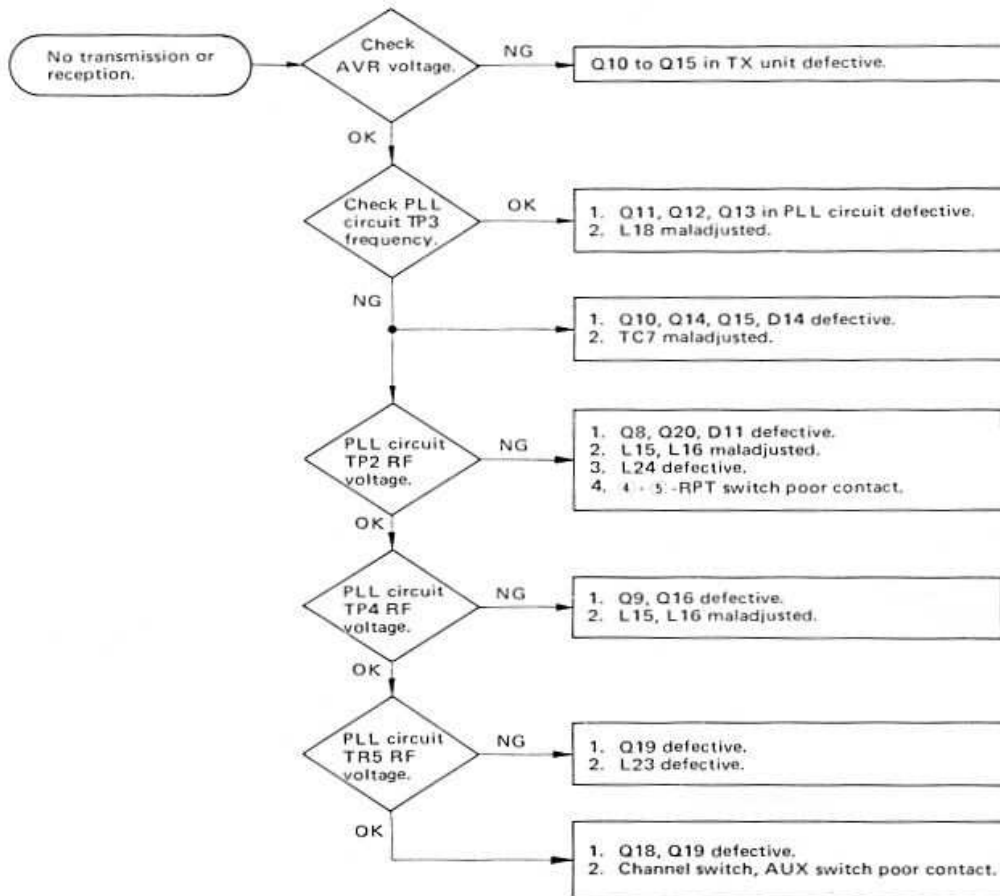 No transmission or
reception.
Check
AVR voltage.
NG
Q10 to Q15 in TX unit defective.
OK
Check PLL
circuit TP3
frequency.
OK
1. Q11, Q12, Q13 in PLL circuit defective.
2. L18 maladjusted.
NG
1. Q10, Q14, Q15, D14 defective.
2. TC7 maladjusted.
PLL circuit
TP2 RF
voltage.
NG
1. Q8, Q20, D11 defective.
2. L15, L16 maladjusted.
3. L24 defective.
4. 4 - 5 -RPT switch poor contact.
OK
PLL circuit
TP4 RF
voltage.
NG
1. Q9, Q16 defective.
2. L15, L16 maladjusted.
OK
PLL circuit
TR5 RF
voltage.
NG
1. Q19 defective.
2. L23 defective.
OK
1. Q18, Q19 defective.
2. Channel switch, AUX switch poor contact.